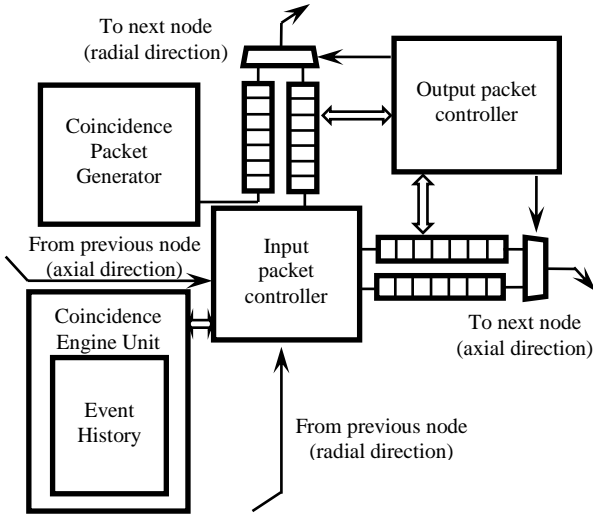 To next node
(radial direction)
Output packet
controller
Coincidence
Packet
Generator
From previous node
(axial direction)
Input
packet
controller
To next node
(axial direction)
Coincidence
Engine Unit
Event
History
From previous node
(radial direction)